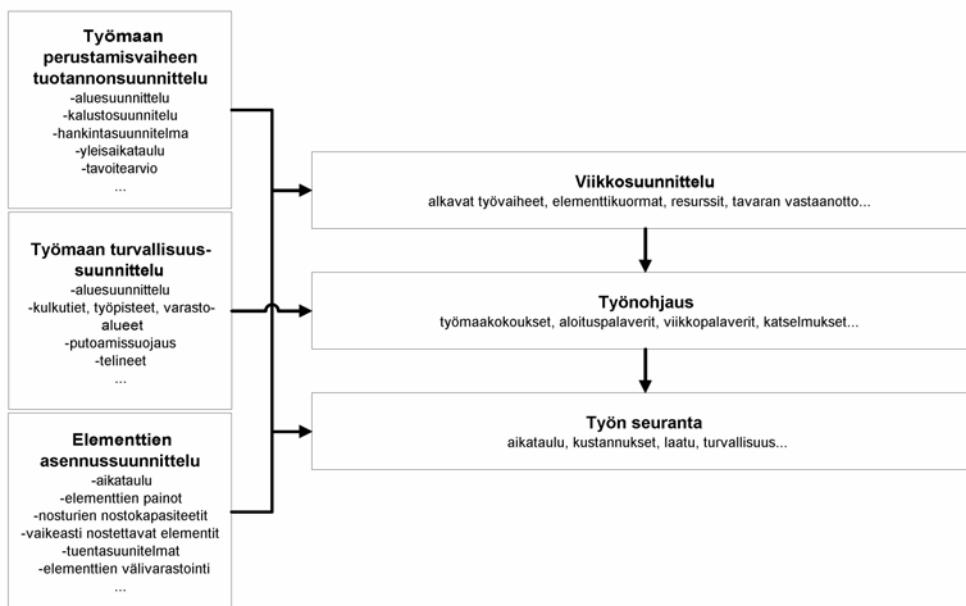 Työmaan
perustamisvaiheen
tuotannonsuunnittelu
-aluesuunnittelu
-kalustosuunnitelu
-hankintasuunnitelma
-yleisaikataulu
-tavoitearvio
...
Työmaan turvallisuus-
suunnittelu
-aluesuunnittelu
-kulkutiet, työpisteet, varasto-
alueet
-putoamissuojaus
-telineet
...
Elementtien
asennussuunnittelu
-aikataulu
-elementtien painot
-nosturien nostokapasiteetit
-vaikeasti nostettavat elementit
-tuentasuunitelmat
-elementtien välivarastointi
...
Viikkosuunnittelu
alkavat työvaiheet, elementtikuormat, resurssit, tavaran vastaanotto...
Työnohjaus
työmaakokoukset, aloituspalaverit, viikkopalaverit, katselmukset...
Työn seuranta
aikataulu, kustannukset, laatu, turvallisuus...